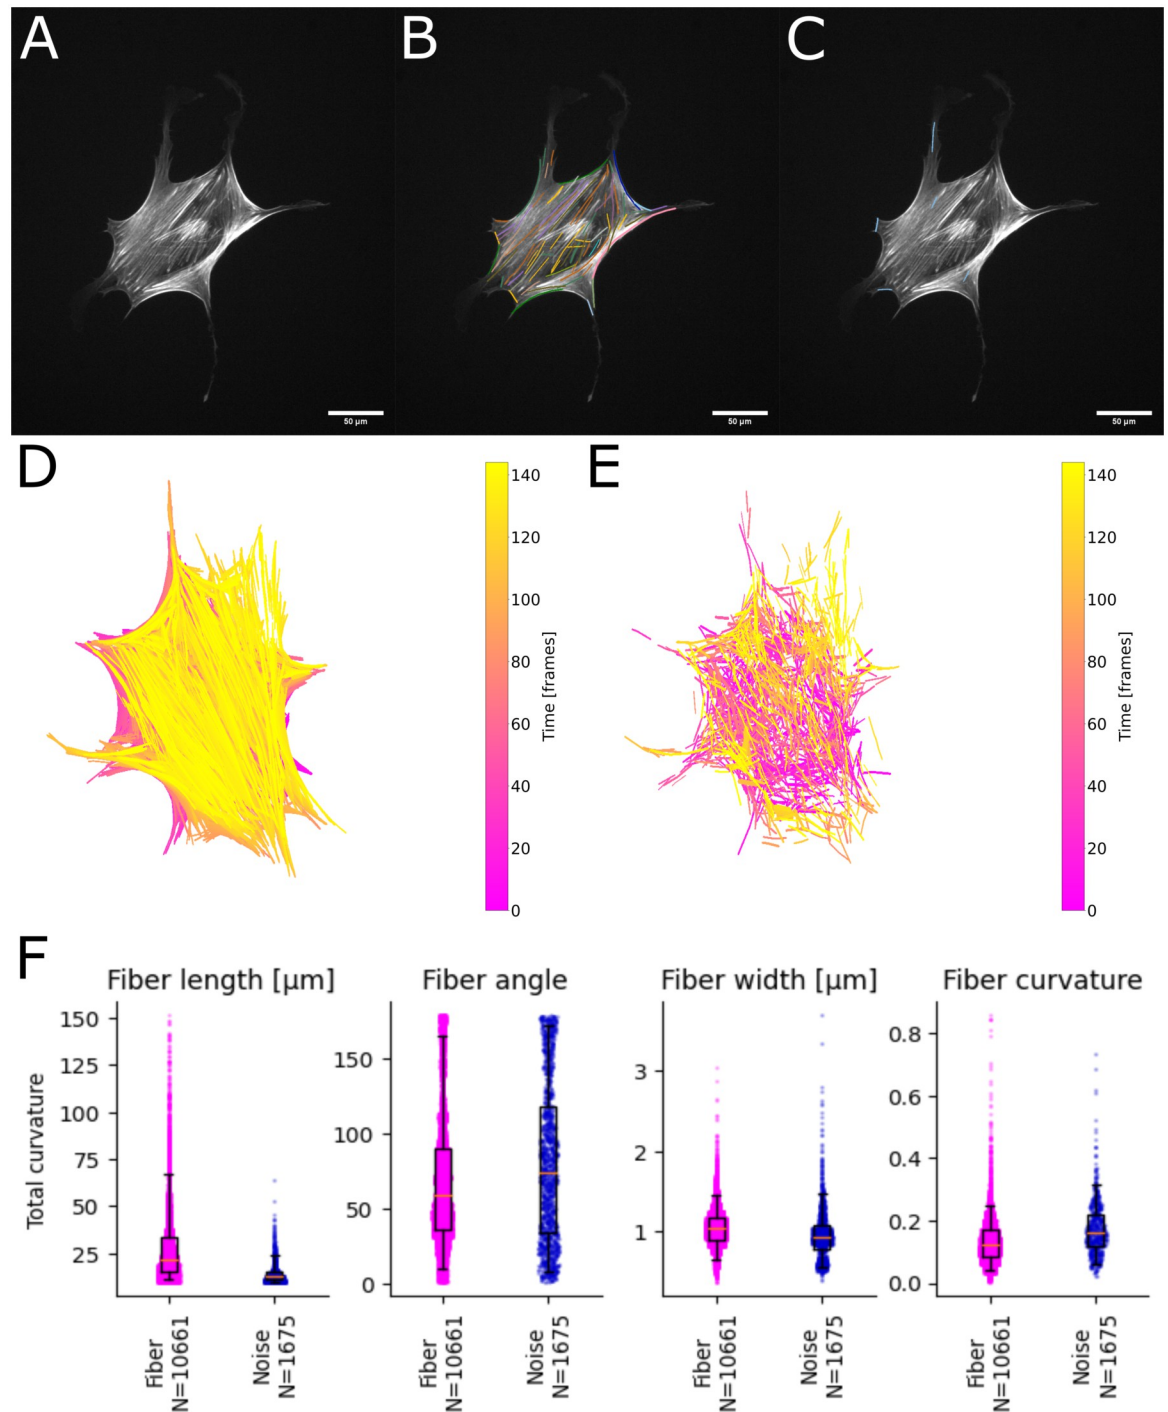 A
B
C
50 µm
50 µm
50 µm
D
E
140
120
100
80
60
40
20
0
Time [frames]
140
120
100
80
60
40
20
0
Time [frames]
F
Fiber length [µm]
Fiber angle
Fiber width [µm]
Fiber curvature
Total curvature
150
125
100
75
50
25
150
100
50
0
3
2
1
0.8
0.6
0.4
0.2
0.0
Fiber
N=10661
Noise
N=1675
Fiber
N=10661
Noise
N=1675
Fiber
N=10661
Noise
N=1675
Fiber
N=10661
Noise
N=1675